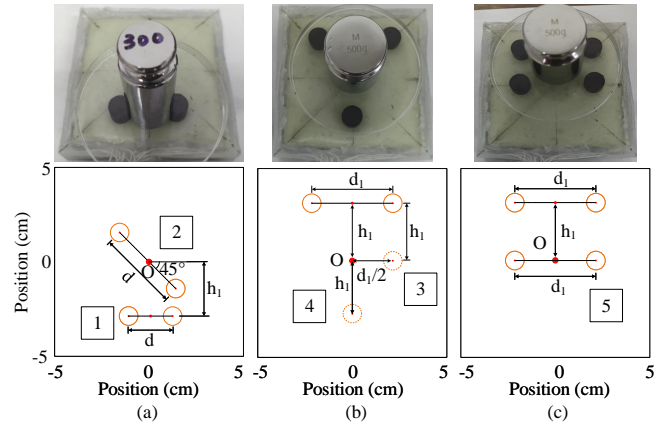 300
M
500g
M
500g
5
0
-5
Position (cm)
2
O
45°
d
h₁
1
d
-5
0
5
Position (cm)
(a)
d₁
h₁
h₁
O
d₁/2
h₁
3
4
-5
0
5
Position (cm)
(b)
d₁
h₁
O
d₁
5
-5
0
5
Position (cm)
(c)